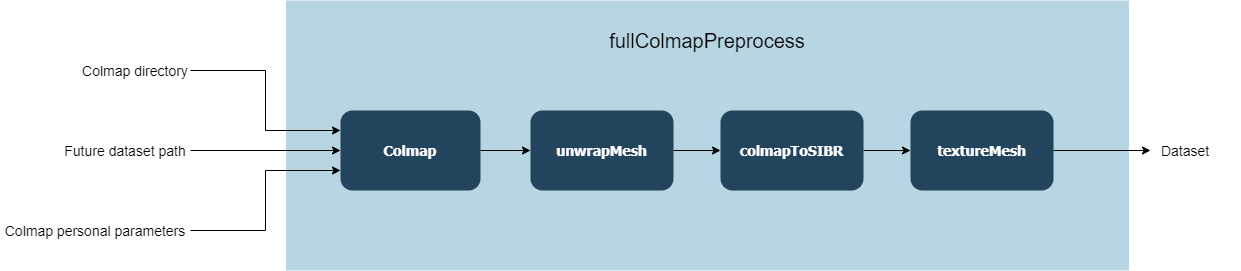 fullColmapPreprocess
Colmap directory
Future dataset path
Colmap personal parameters
Colmap
unwrapMesh
colmapToSIBR
textureMesh
Dataset